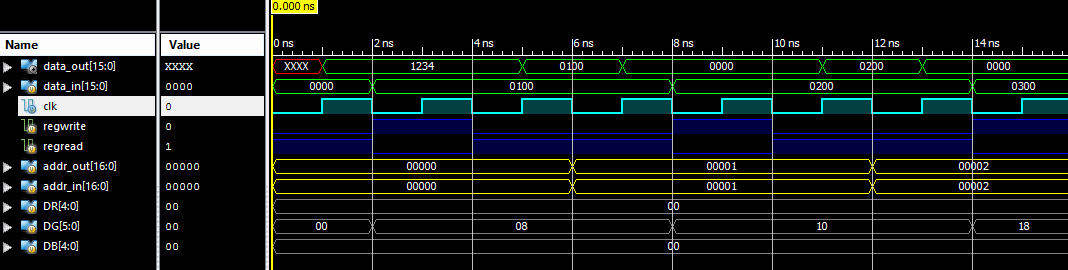 0.000 ns
Name Value 0 ns 2 ns 4 ns 6 ns 8 ns 10 ns 12 ns 14 ns
data_out[15:0] XXXX XXXX 1234 0100 0000 0200 0000
data_in[15:0] 0000 0000 0100 0200 0300
clk 0
regwrite 0
regread 1
addr_out[16:0] 00000 00000 00001 00002
addr_in[16:0] 00000 00000 00001 00002
DR[4:0] 00 00
DG[5:0] 00 00 08 10 18
DB[4:0] 00 00